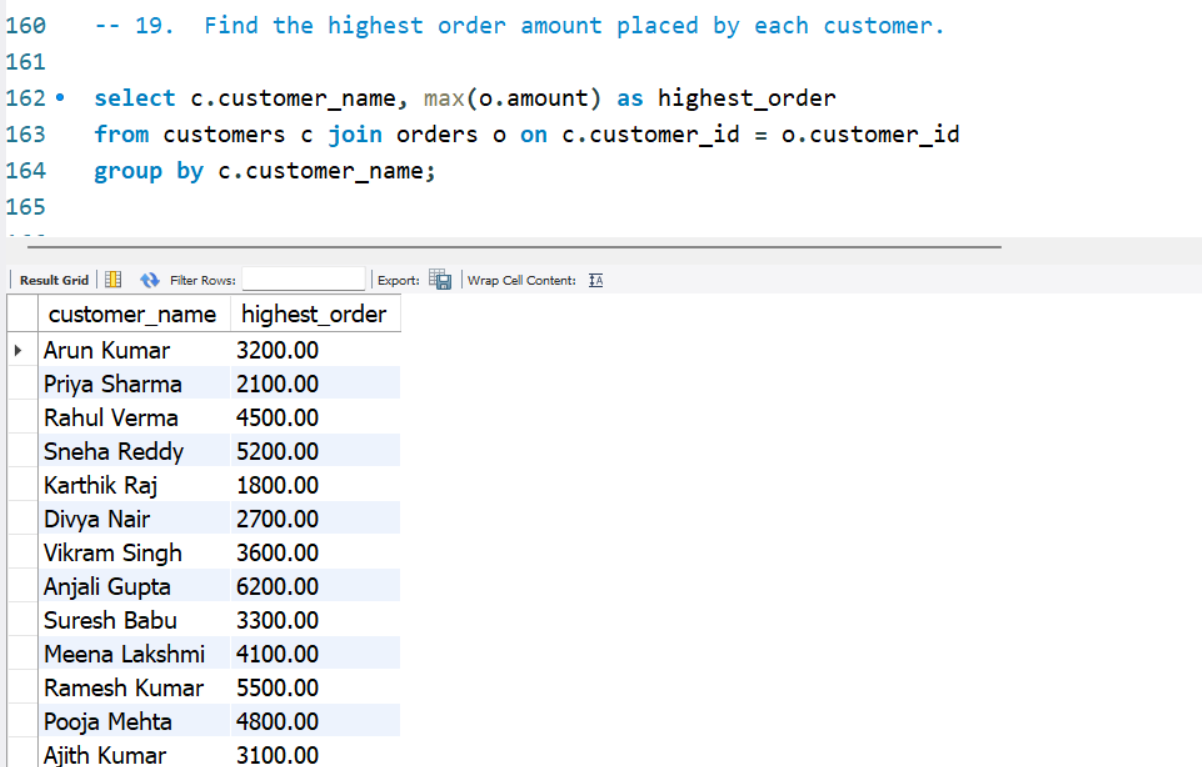 160 -- 19. Find the highest order amount placed by each customer.
161
162 • select c.customer_name, max(o.amount) as highest_order
163 from customers c join orders o on c.customer_id = o.customer_id
164 group by c.customer_name;
165
Result Grid Filter Rows: Export: Wrap Cell Content:
customer_name highest_order
Arun Kumar 3200.00
Priya Sharma 2100.00
Rahul Verma 4500.00
Sneha Reddy 5200.00
Karthik Raj 1800.00
Divya Nair 2700.00
Vikram Singh 3600.00
Anjali Gupta 6200.00
Suresh Babu 3300.00
Meena Lakshmi 4100.00
Ramesh Kumar 5500.00
Pooja Mehta 4800.00
Ajith Kumar 3100.00